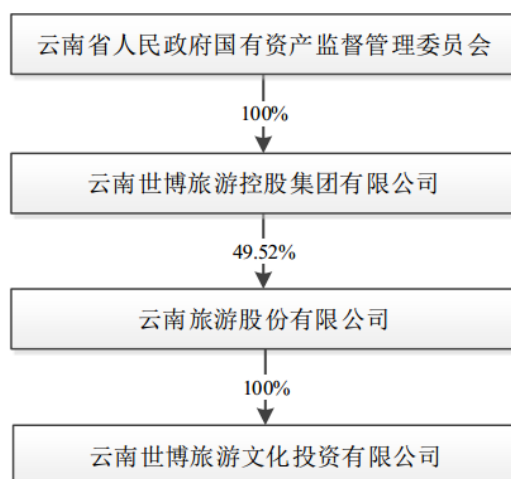 云南省人民政府国有资产监督管理委员会
100%
云南世博旅游控股集团有限公司
49.52%
云南旅游股份有限公司
100%
云南世博旅游文化投资有限公司